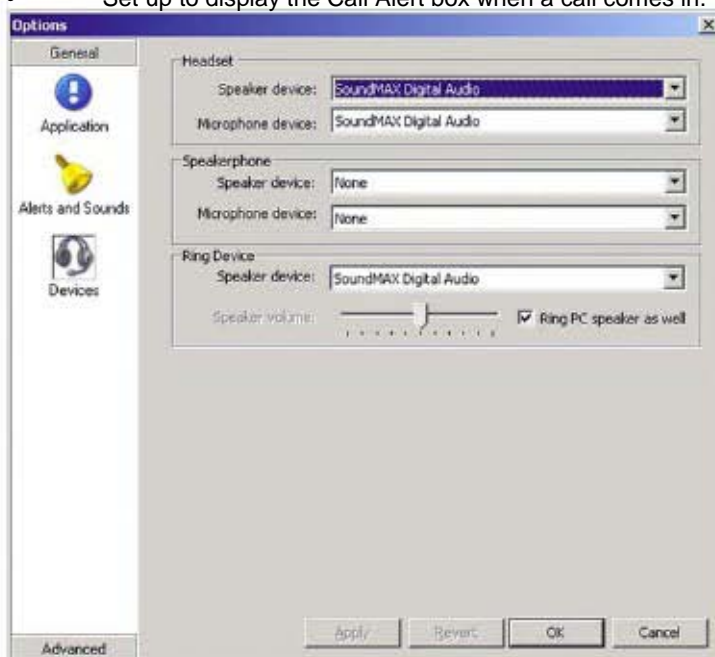 Set up to display the Call Alert box when a call comes in.
Options
General
Application
Alerts and Sounds
Devices
Advanced
Headset
Speaker device: SoundMAX Digital Audio
Microphone device: SoundMAX Digital Audio
Speakerphone
Speaker device: None
Microphone device: None
Ring Device
Speaker device: SoundMAX Digital Audio
Speaker volume: Ring PC speaker as well
Apply Revert OK Cancel